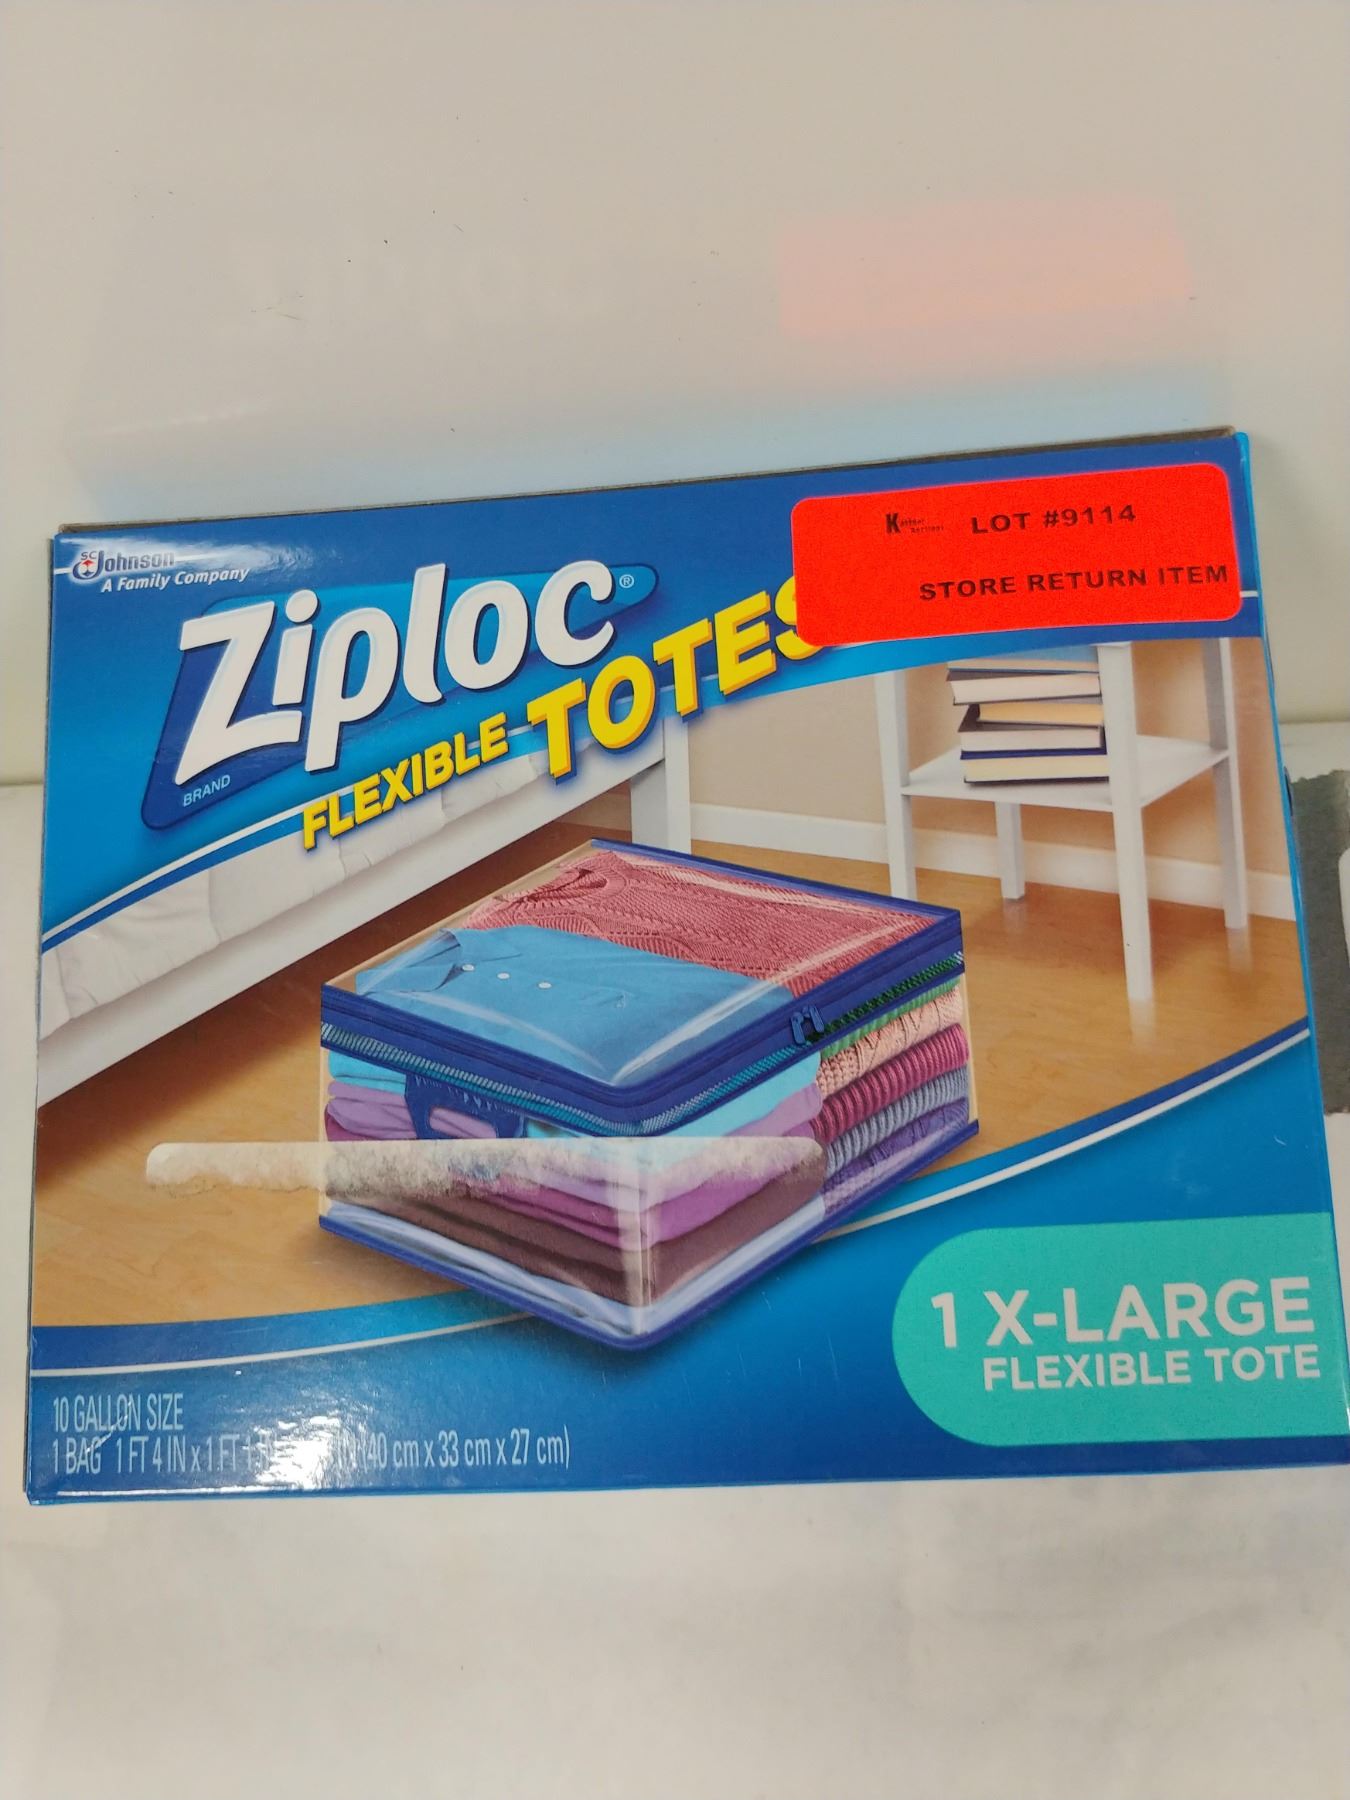 SC Johnson
A Family Company
Ziploc®
BRAND
FLEXIBLE TOTES
LOT #9114
STORE RETURN ITEM
1 X-LARGE
FLEXIBLE TOTE
10 GALLON SIZE
1 BAG 1 FT 4 IN x 1 FT (40 cm x 33 cm x 27 cm)